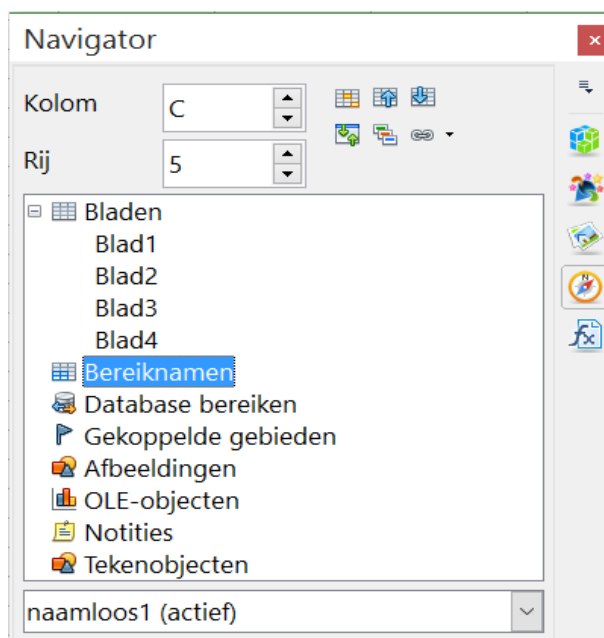 Navigator
Kolom C
Rij 5
Bladen
Blad1
Blad2
Blad3
Blad4
Bereiknamen
Database bereiken
Gekoppelde gebieden
Afbeeldingen
OLE-objecten
Notities
Tekenobjecten
naamloos1 (actief)